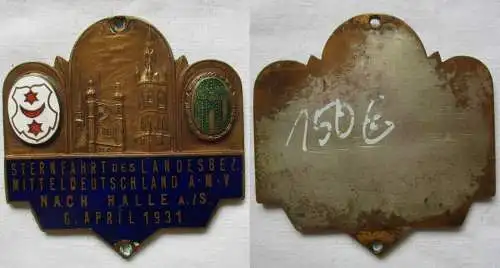 STERNFAHRT DES LANDESBEZ.
MITTELDEUTSCHLAND A·M·V
NACH HALLE A./S.
6. APRIL 1931
150 €